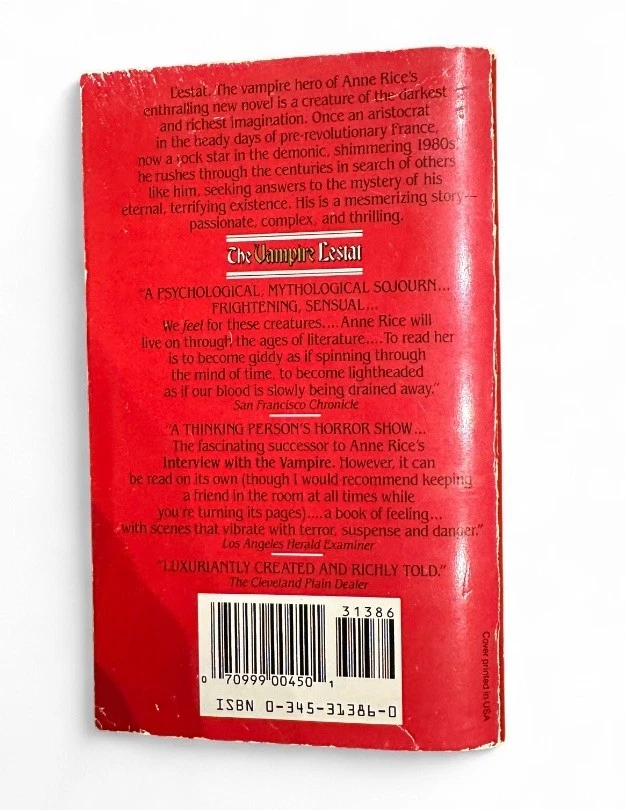 Lestat. The vampire hero of Anne Rice's
enthralling new novel is a creature of the darkest
and richest imagination. Once an aristocrat
in the heady days of pre-revolutionary France,
now a rock star in the demonic, shimmering 1980s,
he rushes through the centuries in search of others
like him, seeking answers to the mystery of his
eternal, terrifying existence. His is a mesmerizing story—
passionate, complex, and thrilling.
The Vampire Lestat
"A PSYCHOLOGICAL, MYTHOLOGICAL SOJOURN...
FRIGHTENING, SENSUAL...
We feel for these creatures....Anne Rice will
live on through the ages of literature....To read her
is to become giddy as if spinning through
the mind of time, to become lightheaded
as if our blood is slowly being drained away."
San Francisco Chronicle
"A THINKING PERSON'S HORROR SHOW...
The fascinating successor to Anne Rice's
Interview with the Vampire. However, it can
be read on its own (though I would recommend keeping
a friend in the room at all times while
you're turning its pages)....a book of feeling...
with scenes that vibrate with terror, suspense and danger."
Los Angeles Herald Examiner
"LUXURIANTLY CREATED AND RICHLY TOLD."
The Cleveland Plain Dealer
31386
0 70999 00450 1
ISBN 0-345-31386-0
Cover printed in USA